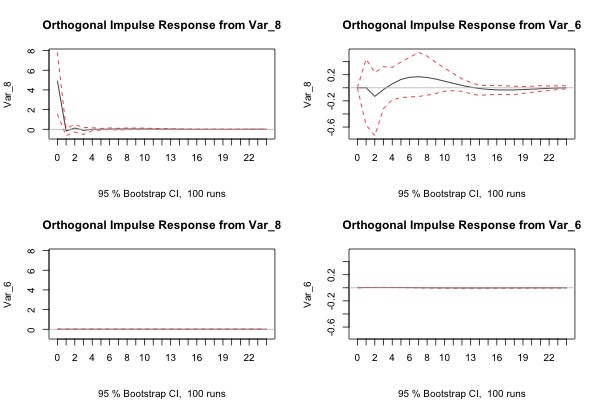 Orthogonal Impulse Response from Var_8
Var_8
0 2 4 6 8
0 2 4 6 8 10 13 16 19 22
95 % Bootstrap CI, 100 runs
Orthogonal Impulse Response from Var_6
Var_8
-0.6 -0.2 0.2
0 2 4 6 8 10 13 16 19 22
95 % Bootstrap CI, 100 runs
Orthogonal Impulse Response from Var_8
Var_6
0 2 4 6 8
0 2 4 6 8 10 13 16 19 22
95 % Bootstrap CI, 100 runs
Orthogonal Impulse Response from Var_6
Var_6
-0.6 -0.2 0.2
0 2 4 6 8 10 13 16 19 22
95 % Bootstrap CI, 100 runs